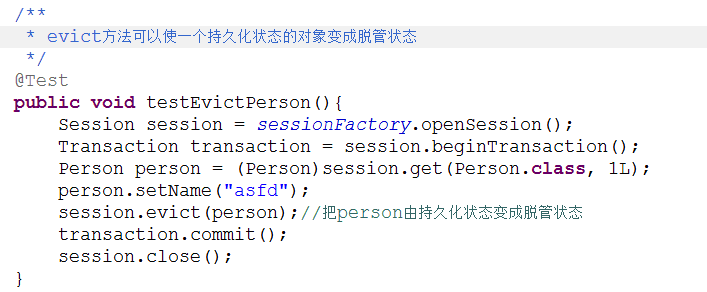 /**
 * evict方法可以使一个持久化状态的对象变成脱管状态
 */
@Test
public void testEvictPerson(){
    Session session = sessionFactory.openSession();
    Transaction transaction = session.beginTransaction();
    Person person = (Person)session.get(Person.class, 1L);
    person.setName("asfd");
    session.evict(person);//把person由持久化状态变成脱管状态
    transaction.commit();
    session.close();
}